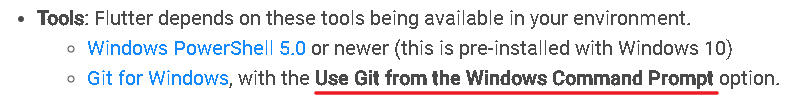 • Tools: Flutter depends on these tools being available in your environment.
◦ Windows PowerShell 5.0 or newer (this is pre-installed with Windows 10)
◦ Git for Windows, with the Use Git from the Windows Command Prompt option.